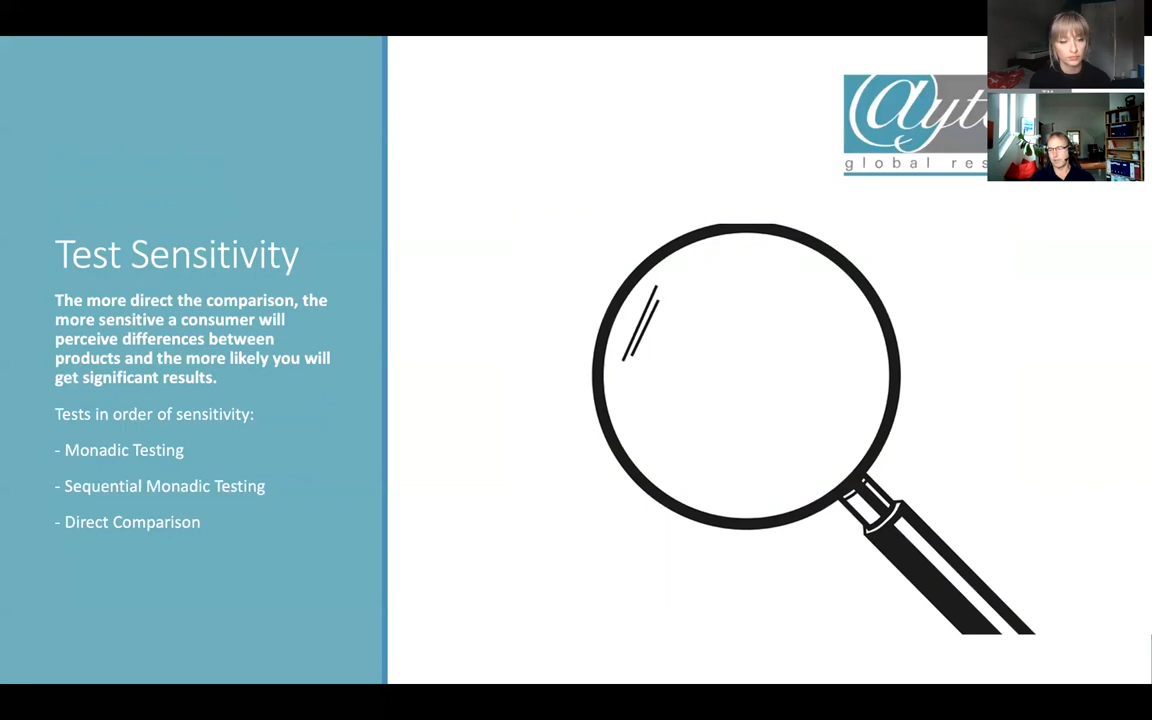 Test Sensitivity
The more direct the comparison, the
more sensitive a consumer will
perceive differences between
products and the more likely you will
get significant results.
Tests in order of sensitivity:
- Monadic Testing
- Sequential Monadic Testing
- Direct Comparison
global